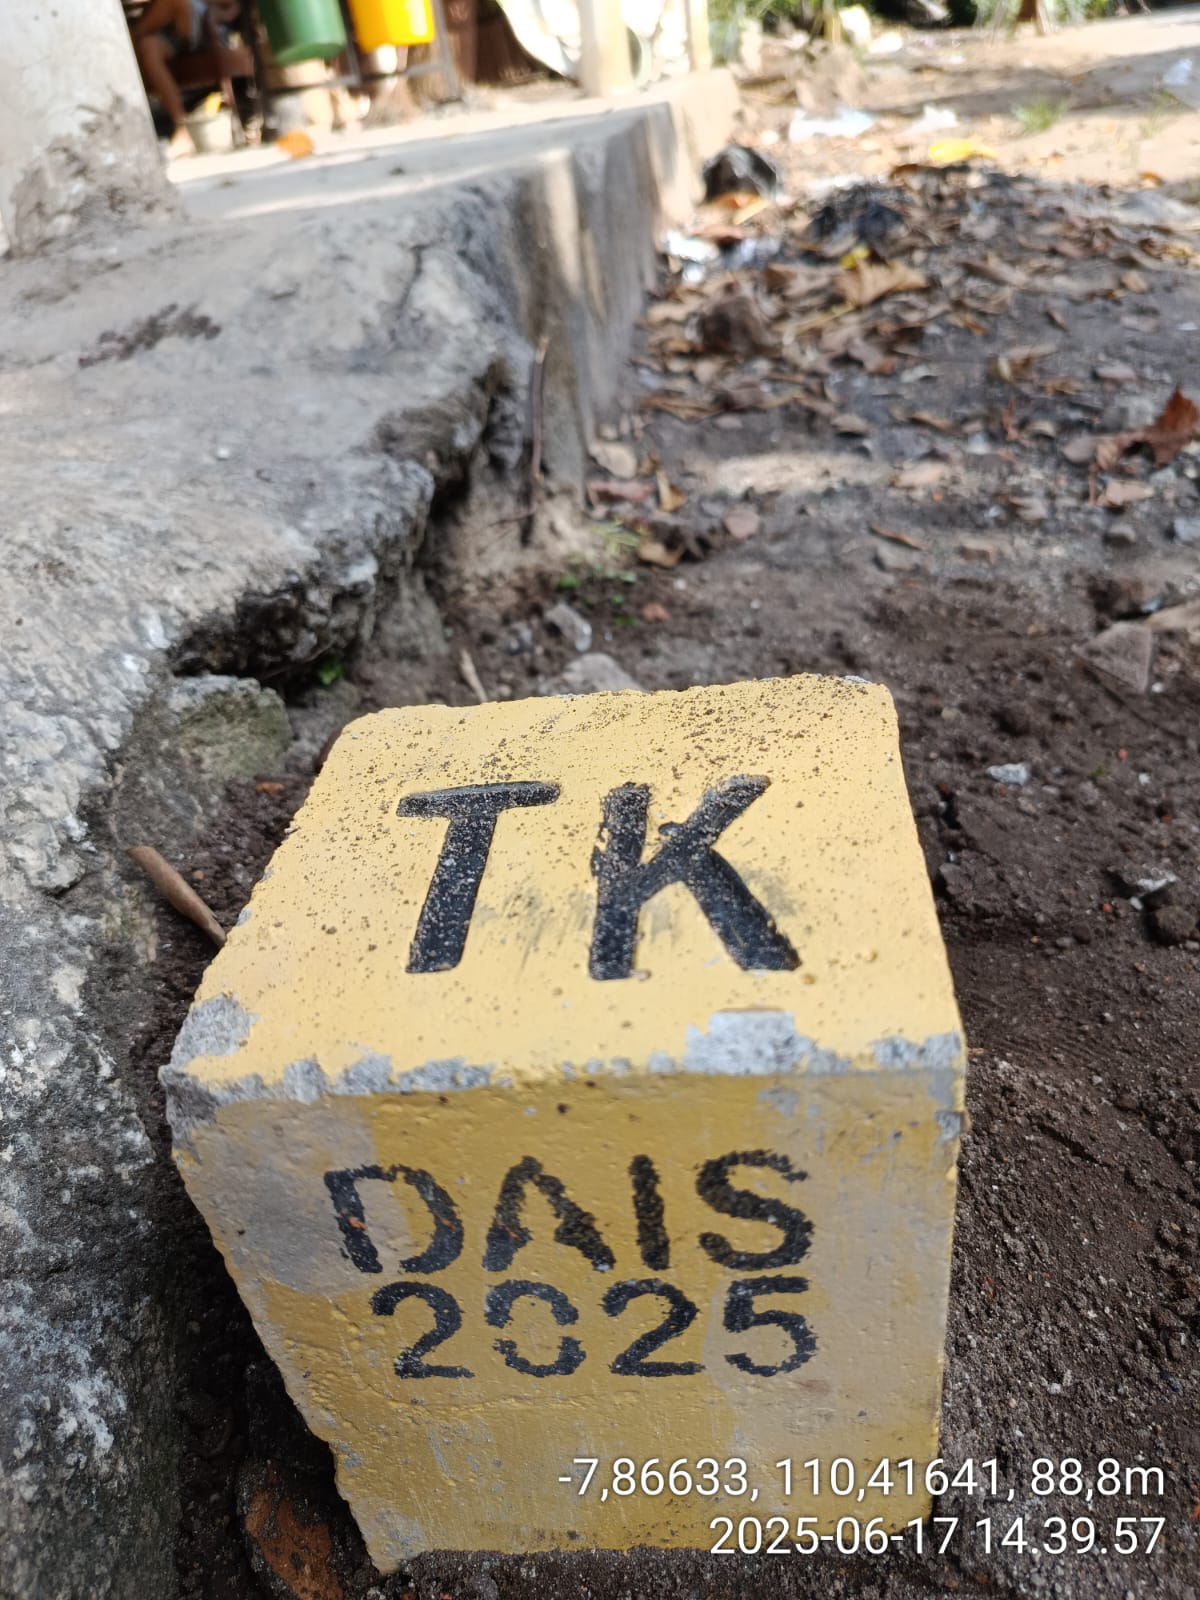 TK
DAIS
2025
-7,86633, 110,41641, 88,8m
2025-06-17 14.39.57